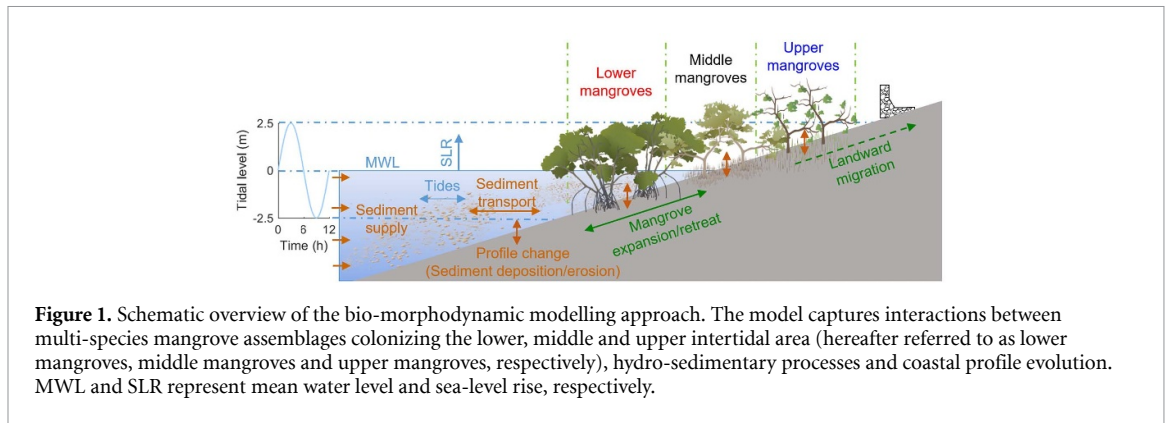 Lower
mangroves
Middle
mangroves
Upper
mangroves
Tidal level (m)
2.5
0
-2.5
0 6 12
Time (h)
MWL
SLR
Tides
Sediment
transport
Sediment
supply
Profile change
(Sediment deposition/erosion)
Mangrove
expansion/retreat
Landward
migration
Figure 1. Schematic overview of the bio-morphodynamic modelling approach. The model captures interactions between
multi-species mangrove assemblages colonizing the lower, middle and upper intertidal area (hereafter referred to as lower
mangroves, middle mangroves and upper mangroves, respectively), hydro-sedimentary processes and coastal profile evolution.
MWL and SLR represent mean water level and sea-level rise, respectively.